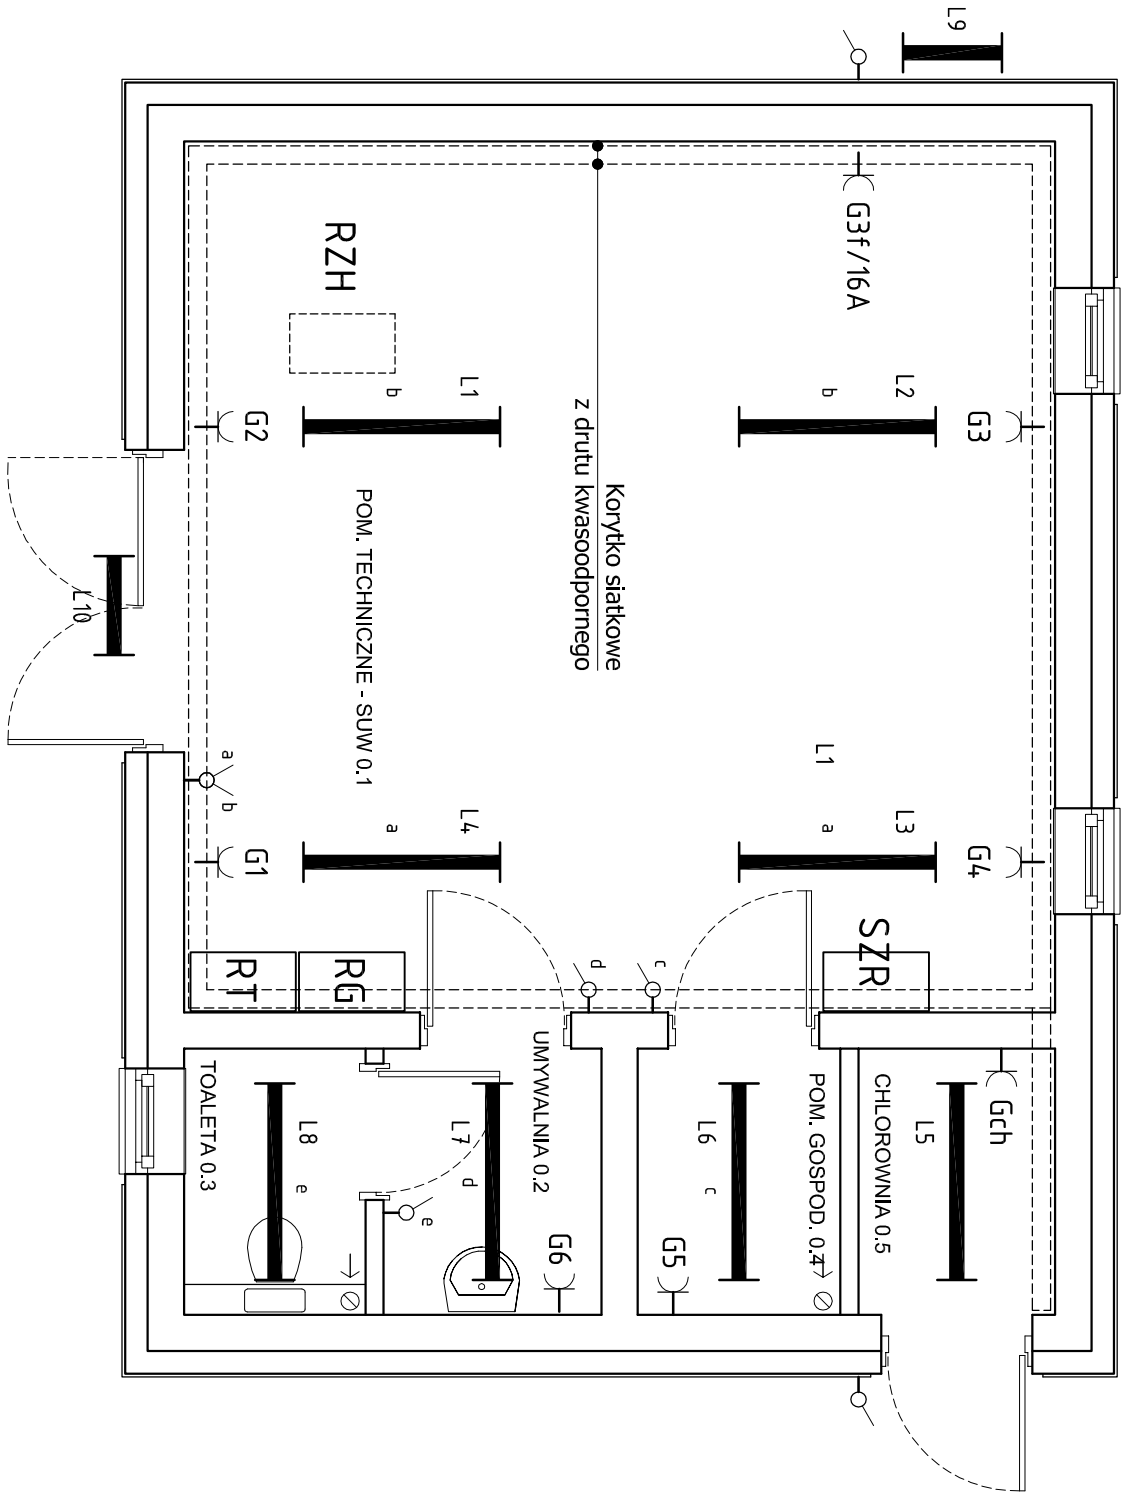 L9
G3f/16A
RZH
L1
b
L2
b
G2
G3
Korytko siatkowe
z drutu kwasoodpornego
POM. TECHNICZNE - SUW 0.1
L10
a
b
L1
L4
a
L3
a
G1
G4
RT
RG
SZR
d
c
UMYWALNIA 0.2
TOALETA 0.3
POM. GOSPOD. 0.4
CHLOROWNIA 0.5
Gch
L8
e
L7
d
L6
c
L5
e
G6
G5